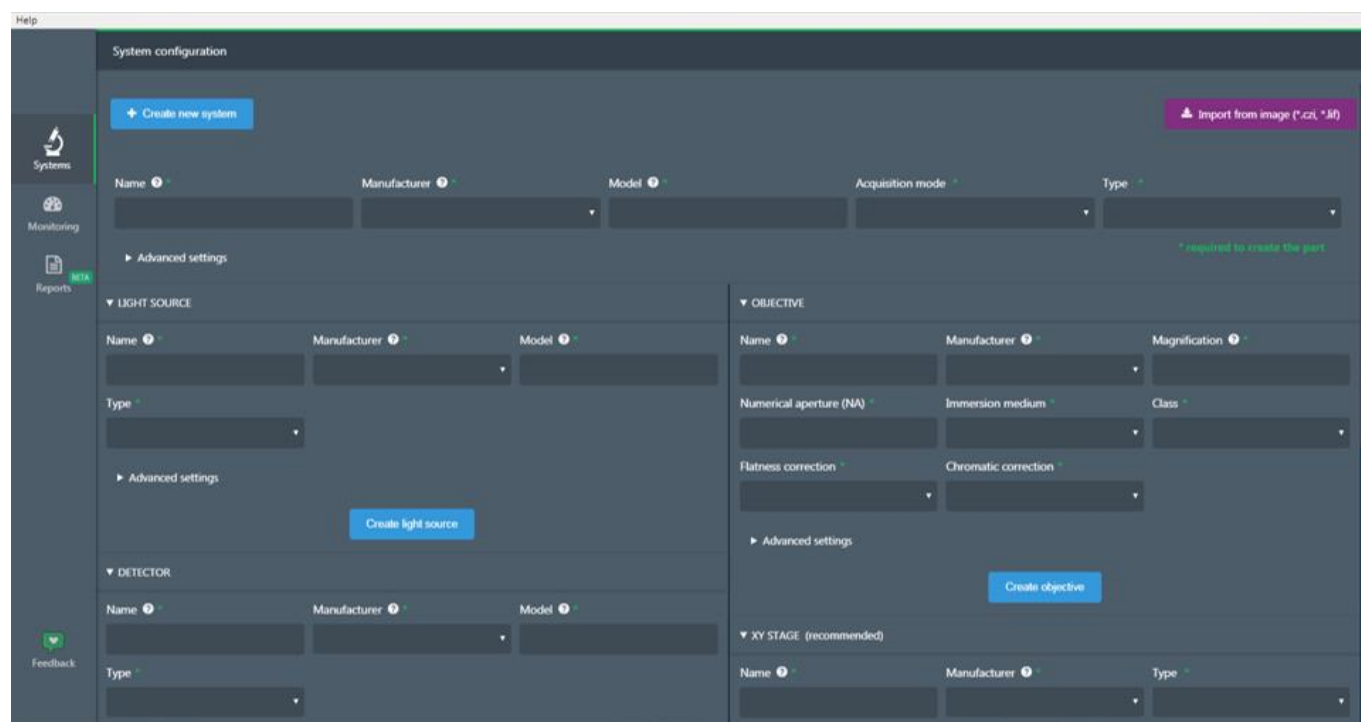 Help
System configuration
+ Create new system
Import from image (*.czi, *.lif)
Systems
Monitoring
BETA
Reports
Feedback
Name ? *
Manufacturer ? *
Model ? *
Acquisition mode *
Type *
▶ Advanced settings
* required to create the part
▼ LIGHT SOURCE
Name ? *
Manufacturer ? *
Model ? *
Type *
▶ Advanced settings
Create light source
▼ DETECTOR
Name ? *
Manufacturer ? *
Model ? *
Type *
▼ OBJECTIVE
Name ? *
Manufacturer ? *
Magnification ? *
Numerical aperture (NA) *
Immersion medium *
Class *
Flatness correction *
Chromatic correction *
▶ Advanced settings
Create objective
▼ XY STAGE (recommended)
Name ? *
Manufacturer ? *
Type *